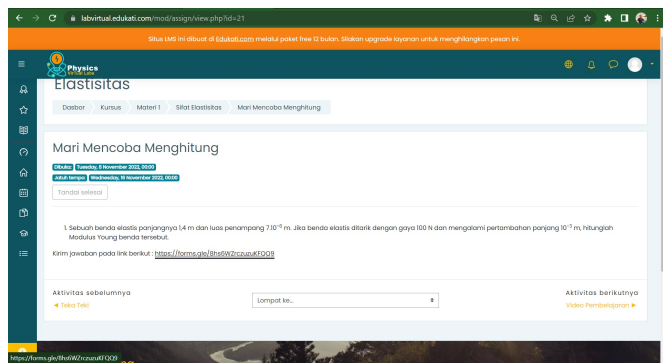 labvirtual.edukati.com/mod/assign/view.php?id=21
Situs LMS ini dibuat di Edukati.com melalui paket free 12 bulan. Silakan upgrade layanan untuk menghilangkan pesan ini.
Physics
Virtual Labs
Elastisitas
Dasbor Kursus Materi 1 Sifat Elastisitas Mari Mencoba Menghitung
Mari Mencoba Menghitung
Dibuka: Tuesday, 8 November 2022, 00:00
Jatuh tempo: Wednesday, 16 November 2022, 00:00
Tandai selesai
1. Sebuah benda elastis panjangnya 1,4 m dan luas penampang 7.10⁻⁶ m. Jika benda elastis ditarik dengan gaya 100 N dan mengalami pertambahan panjang 10⁻³ m, hitunglah
Modulus Young benda tersebut.
Kirim jawaban pada link berikut : https://forms.gle/8hs6WZrczuzuKFQQ9
Aktivitas sebelumnya
◄ Teka Teki
Lompat ke...
Aktivitas berikutnya
Video Pembelajaran ►
https://forms.gle/8hs6WZrczuzuKFQQ9